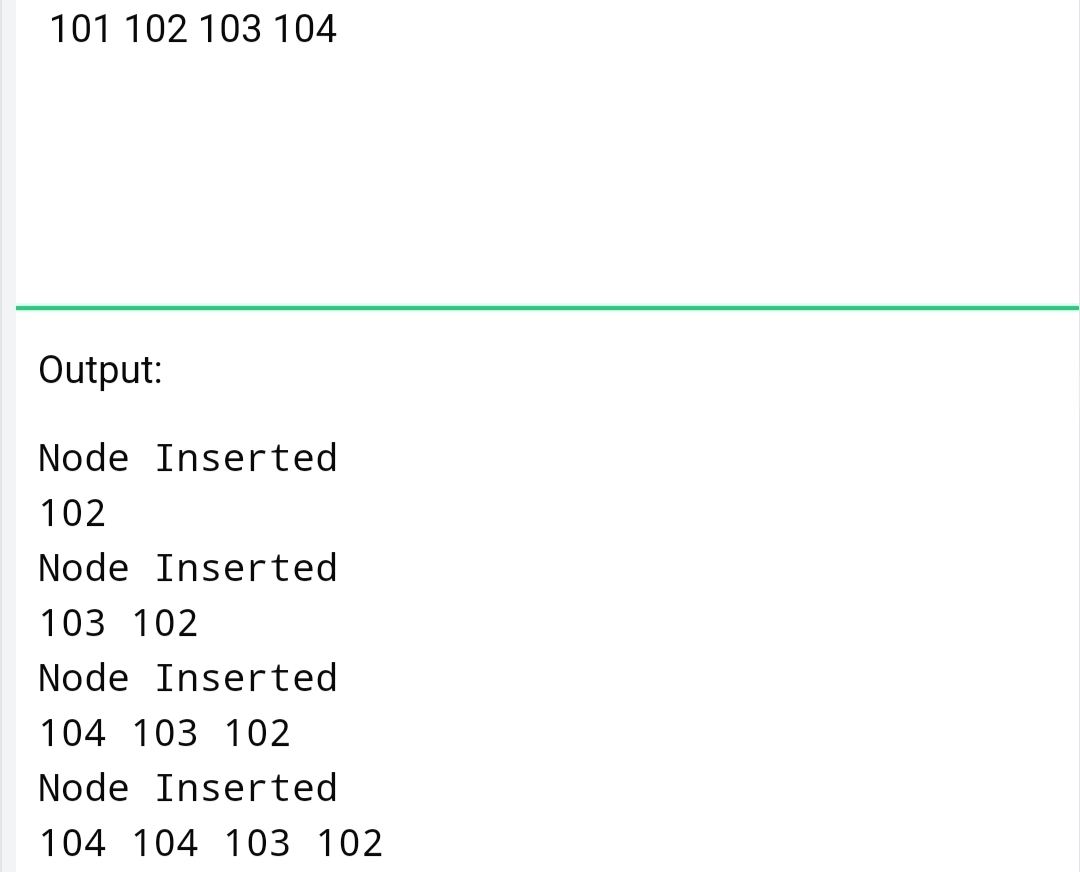 101 102 103 104
Output:
Node Inserted
102
Node Inserted
103 102
Node Inserted
104 103 102
Node Inserted
104 104 103 102